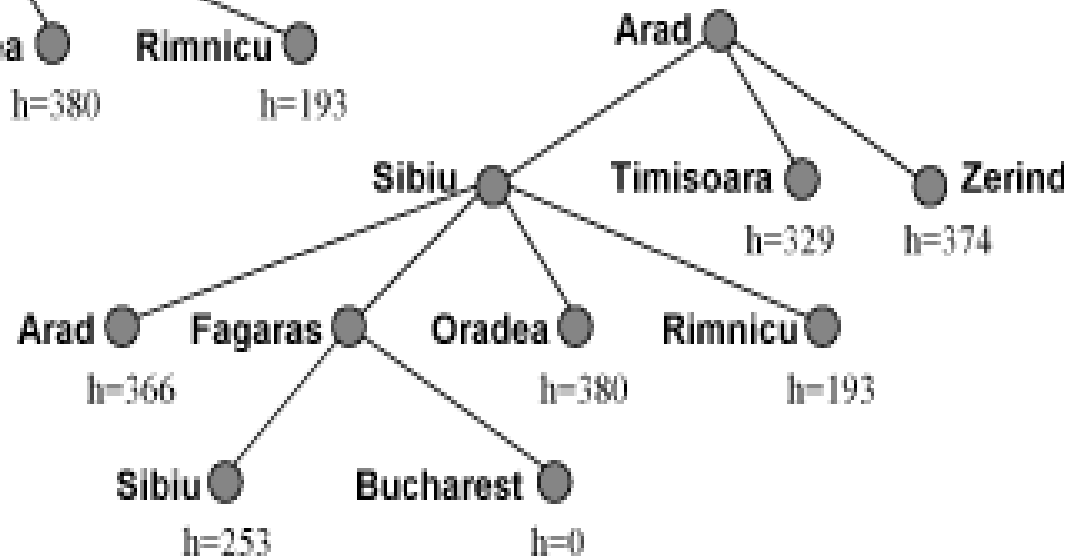 a Rimnicu
h=380 h=193
Arad
Sibiu Timisoara Zerind
h=329 h=374
Arad Fagaras Oradea Rimnicu
h=366 h=380 h=193
Sibiu Bucharest
h=253 h=0